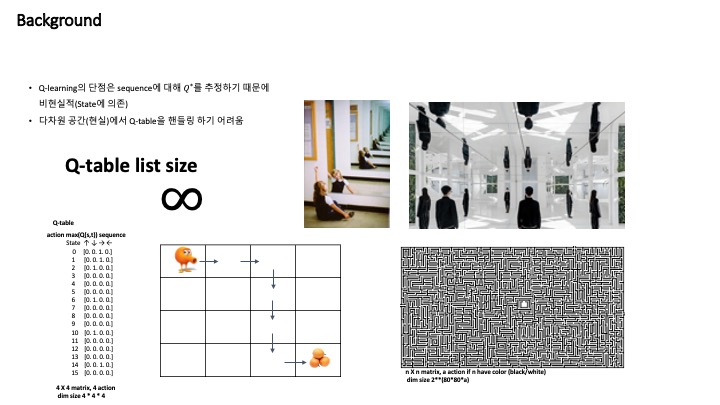 Background
• Q-learning의 단점은 sequence에 대해 Q*를 추정하기 때문에
비현실적(State에 의존)
• 다차원 공간(현실)에서 Q-table을 핸들링 하기 어려움
Q-table list size
∞
Q-table
action max(Q(s,t)) sequence
State ↑ ↓ → ←
0 [0. 0. 1. 0.]
1 [0. 0. 1. 0.]
2 [0. 1. 0. 0.]
3 [0. 0. 0. 0.]
4 [0. 0. 0. 0.]
5 [0. 0. 0. 0.]
6 [0. 1. 0. 0.]
7 [0. 0. 0. 0.]
8 [0. 0. 0. 0.]
9 [0. 0. 0. 0.]
10 [0. 1. 0. 0.]
11 [0. 0. 0. 0.]
12 [0. 0. 0. 0.]
13 [0. 0. 0. 0.]
14 [0. 0. 1. 0.]
15 [0. 0. 0. 0.]
4 X 4 matrix, 4 action
dim size 4 * 4 * 4
n X n matrix, a action if n have color (black/white)
dim size 2**(80*80*a)